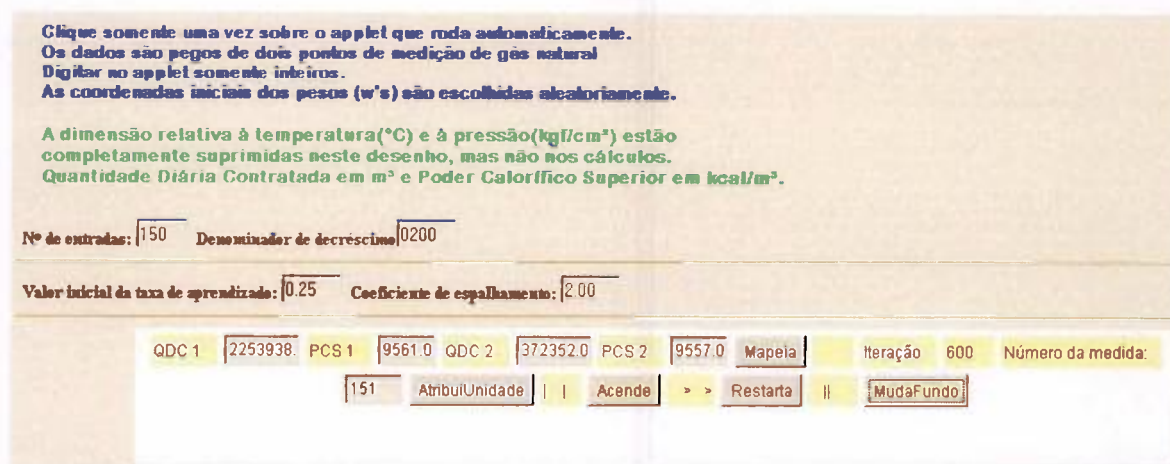 Clique somente uma vez sobre o applet que roda automaticamente.
Os dados são pegos de dois pontos de medição de gás natural
Digitar no applet somente inteiros.
As coordenadas iniciais dos pesos (w's) são escolhidas aleatoriamente.
A dimensão relativa à temperatura(°C) e à pressão(kgf/cm²) estão
completamente suprimidas neste desenho, mas não nos cálculos.
Quantidade Diária Contratada em m³ e Poder Calorífico Superior em kcal/m³.
Nº de entradas: 150 Denominador de decréscimo 0200
Valor inicial da taxa de aprendizado: 0.25 Coeficiente de espalhamento: 2.00
QDC 1 2253938. PCS 1 9561.0 QDC 2 372352.0 PCS 2 9557.0 Mapeia Iteração 600 Número da medida:
151 AtribuiUnidade | | Acende > > Restarta || MudaFundo